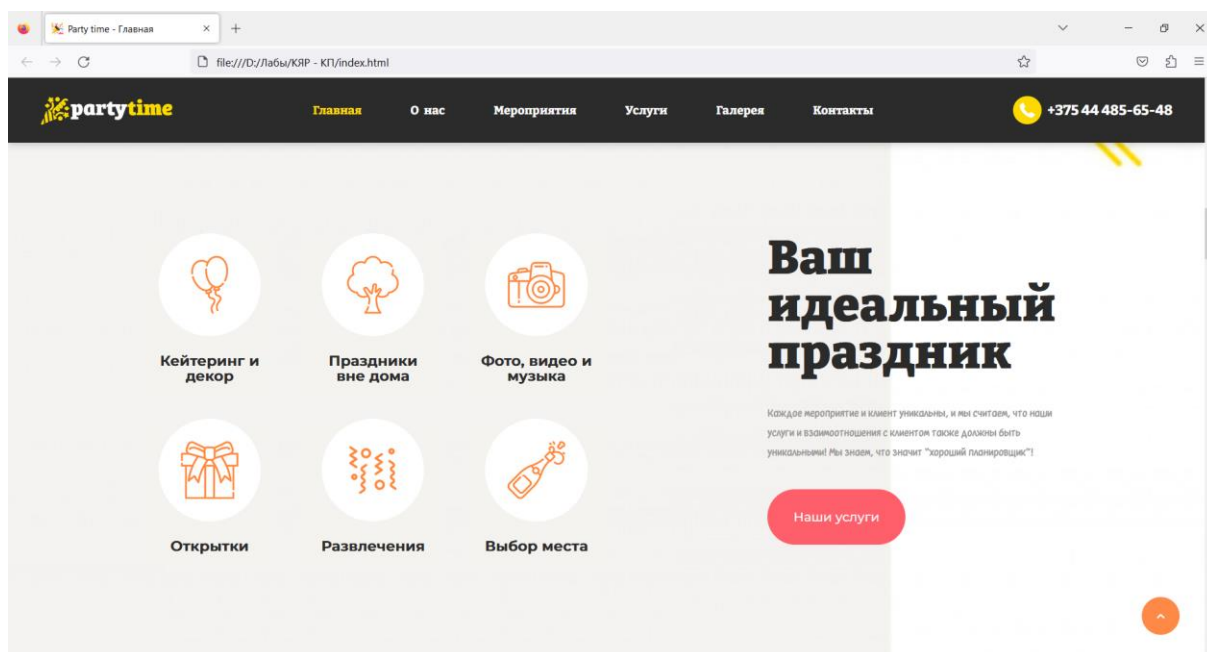 Party time - Главная
file:///D:/Лабы/КЯР - КП/index.html
partytime
Главная О нас Мероприятия Услуги Галерея Контакты
+375 44 485-65-48
Кейтеринг и
декор
Праздники
вне дома
Фото, видео и
музыка
Открытки
Развлечения
Выбор места
Ваш
идеальный
праздник
Каждое мероприятие и клиент уникальны, и мы считаем, что наши
услуги и взаимоотношения с клиентом также должны быть
уникальными! Мы знаем, что значит "хороший планировщик"!
Наши услуги